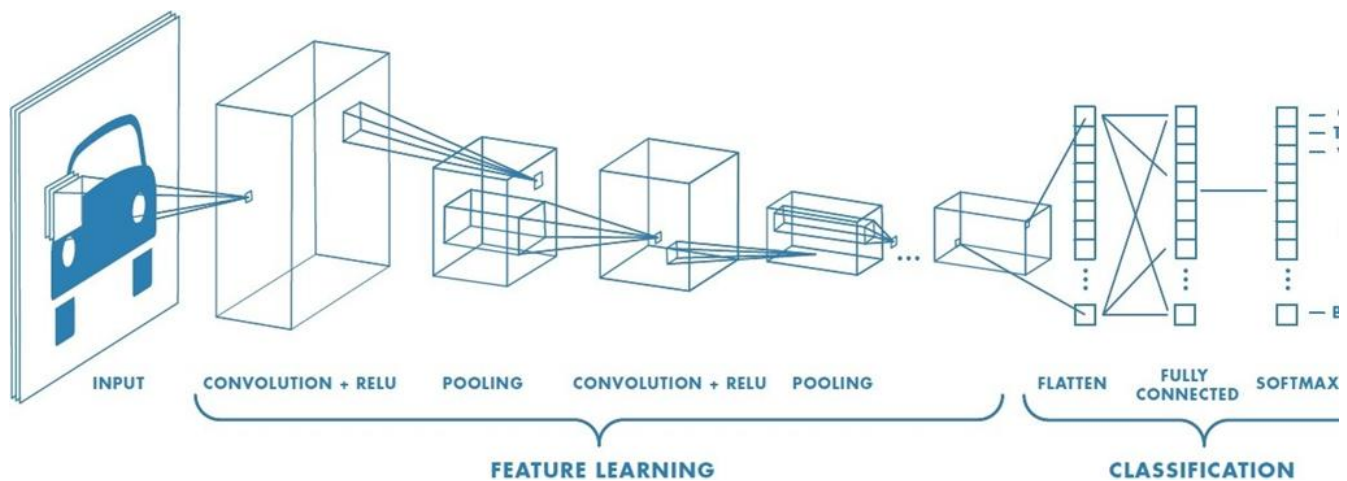 INPUT
CONVOLUTION + RELU
POOLING
CONVOLUTION + RELU
POOLING
FLATTEN
FULLY
CONNECTED
SOFTMAX
FEATURE LEARNING
CLASSIFICATION